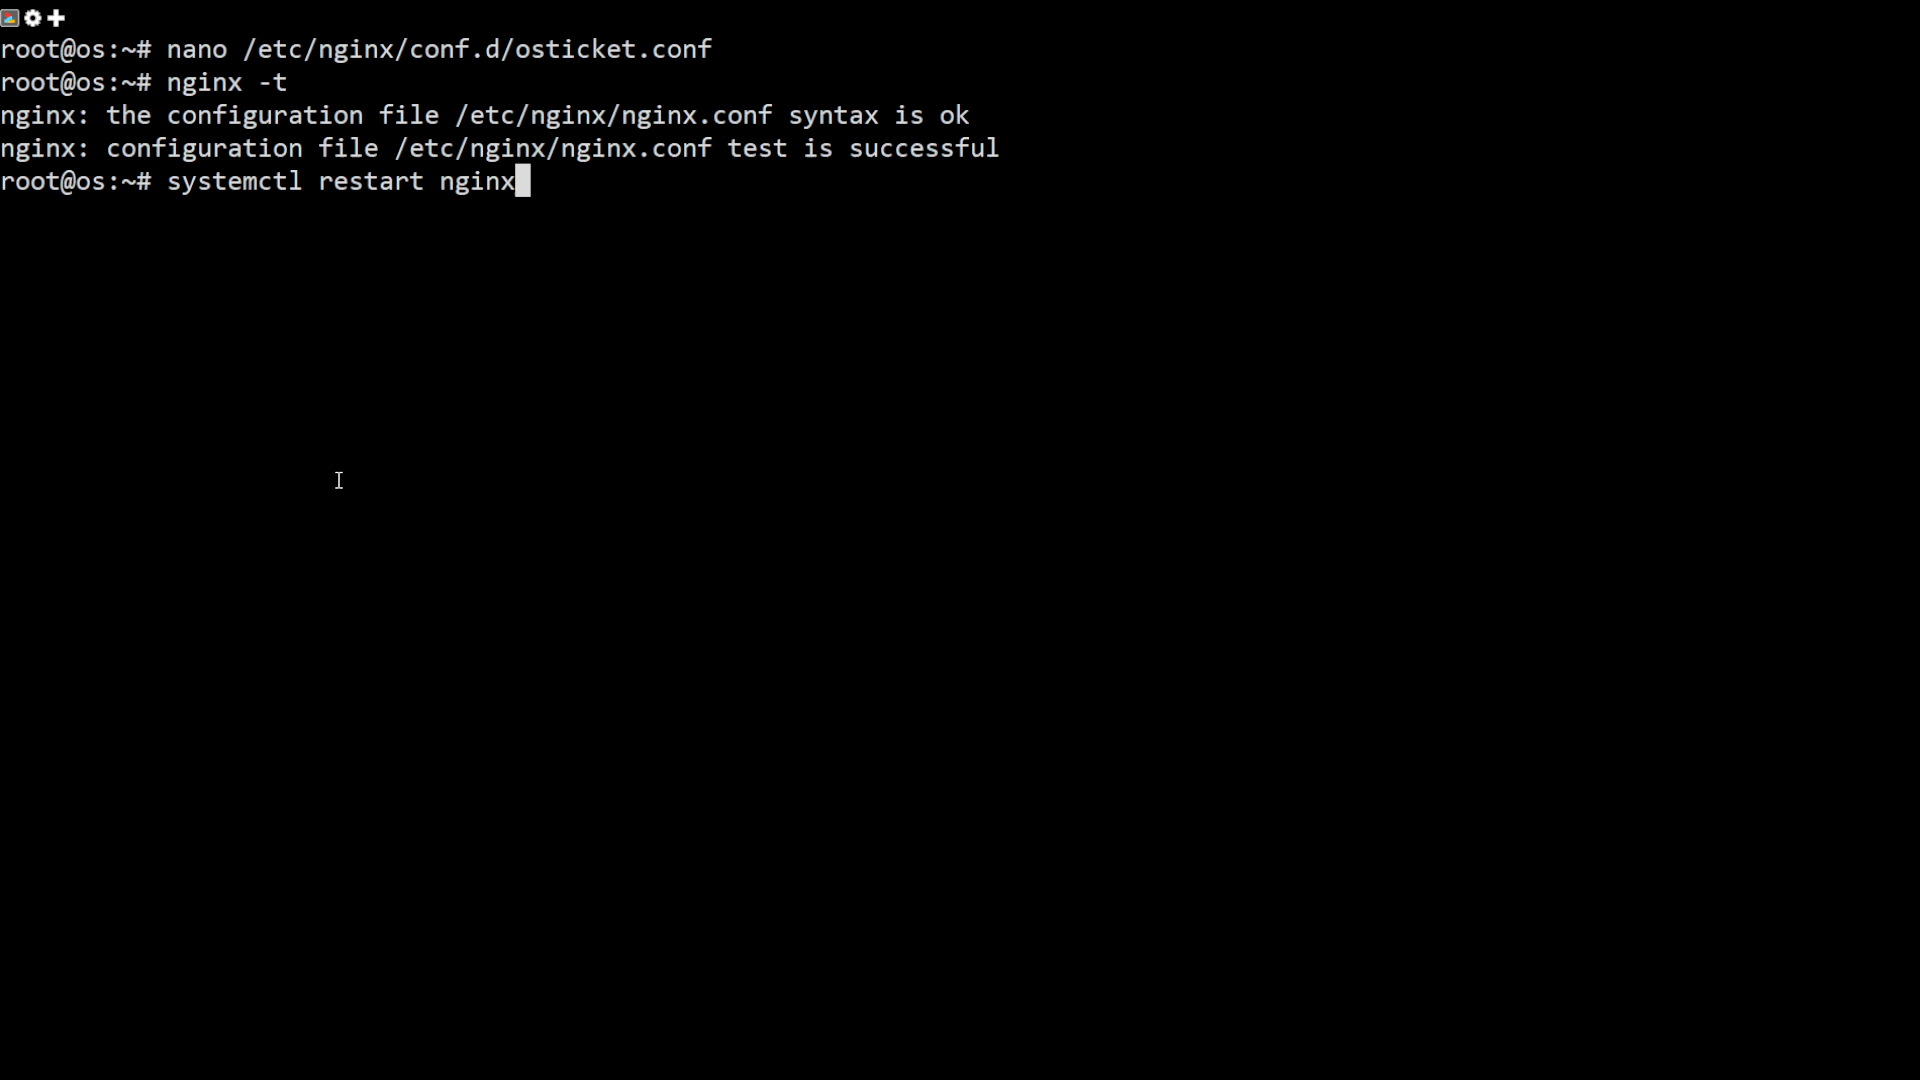 root@os:~# nano /etc/nginx/conf.d/osticket.conf
root@os:~# nginx -t
nginx: the configuration file /etc/nginx/nginx.conf syntax is ok
nginx: configuration file /etc/nginx/nginx.conf test is successful
root@os:~# systemctl restart nginx